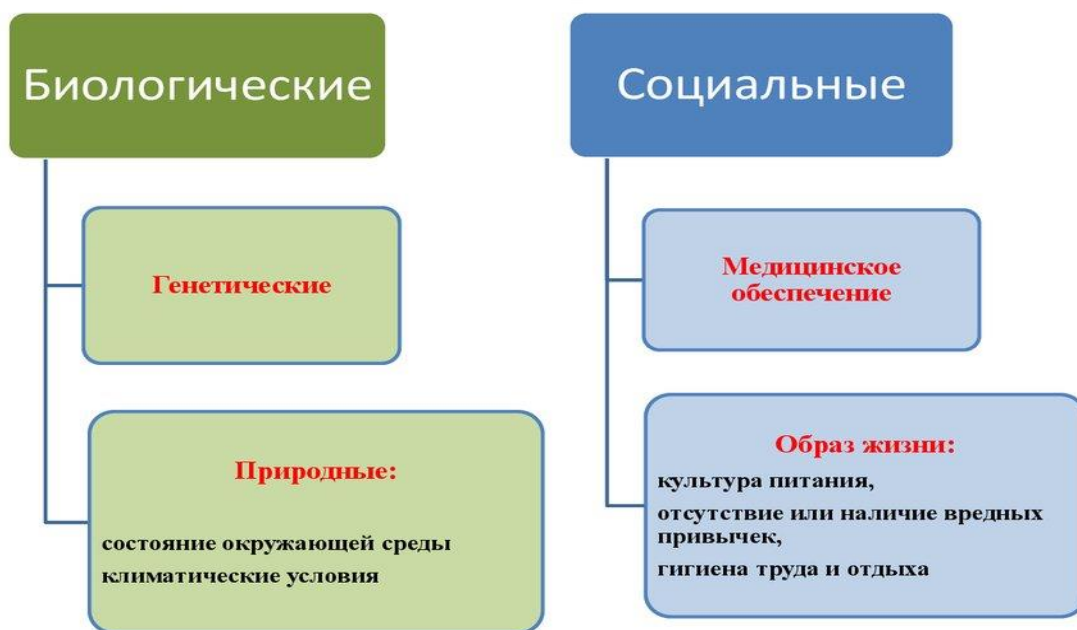 Биологические
Генетические
Природные:
состояние окружающей среды
климатические условия
Социальные
Медицинское
обеспечение
Образ жизни:
культура питания,
отсутствие или наличие вредных
привычек,
гигиена труда и отдыха